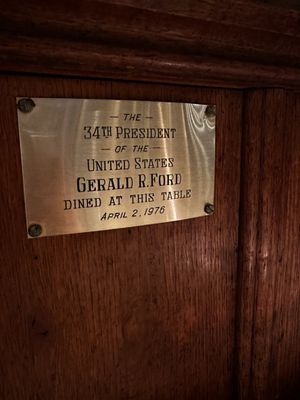 — THE —
34TH PRESIDENT
— OF THE —
UNITED STATES
GERALD R. FORD
DINED AT THIS TABLE
APRIL 2, 1976